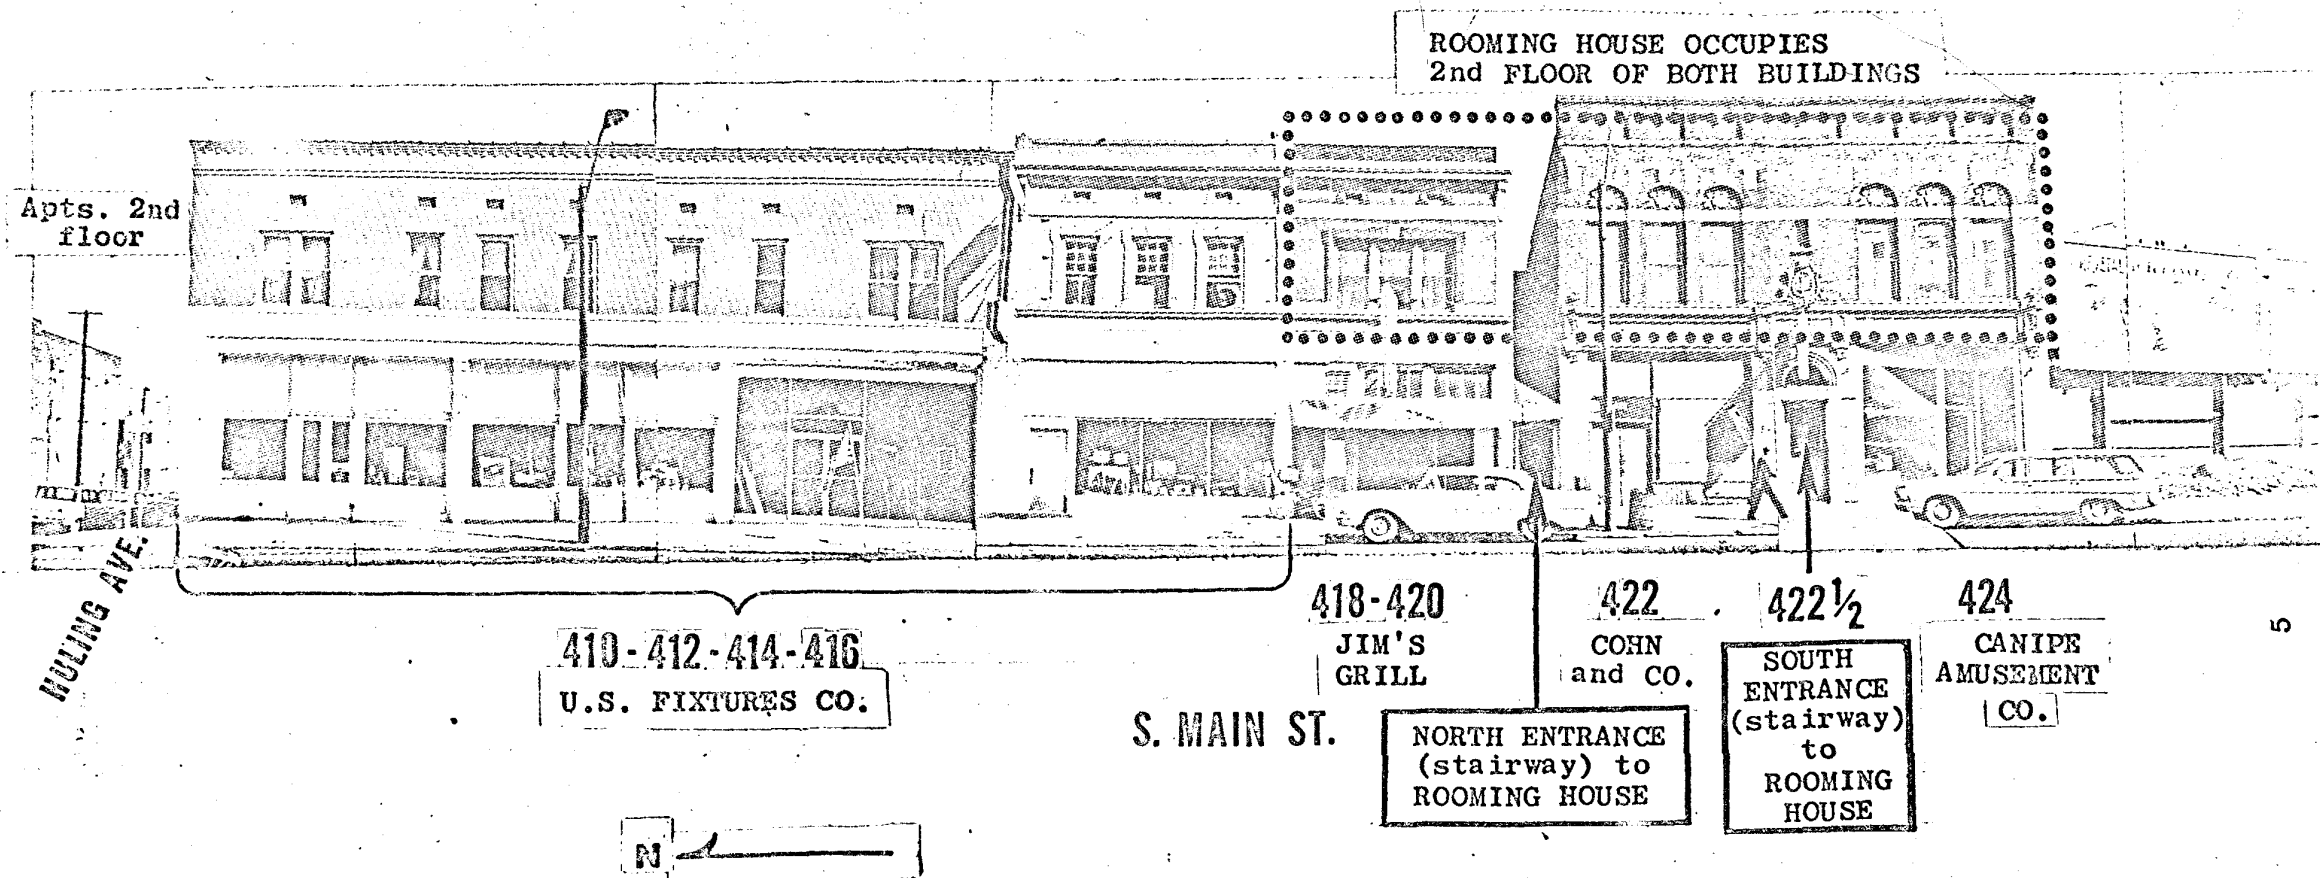 ROOMING HOUSE OCCUPIES
2nd FLOOR OF BOTH BUILDINGS
Apts. 2nd
floor
HULING AVE.
410-412-414-416
U.S. FIXTURES CO.
418-420
JIM'S
GRILL
422
COHN
and CO.
422½
SOUTH
ENTRANCE
(stairway)
to
ROOMING
HOUSE
424
CANIPE
AMUSEMENT
CO.
5
S. MAIN ST.
NORTH ENTRANCE
(stairway) to
ROOMING HOUSE
N